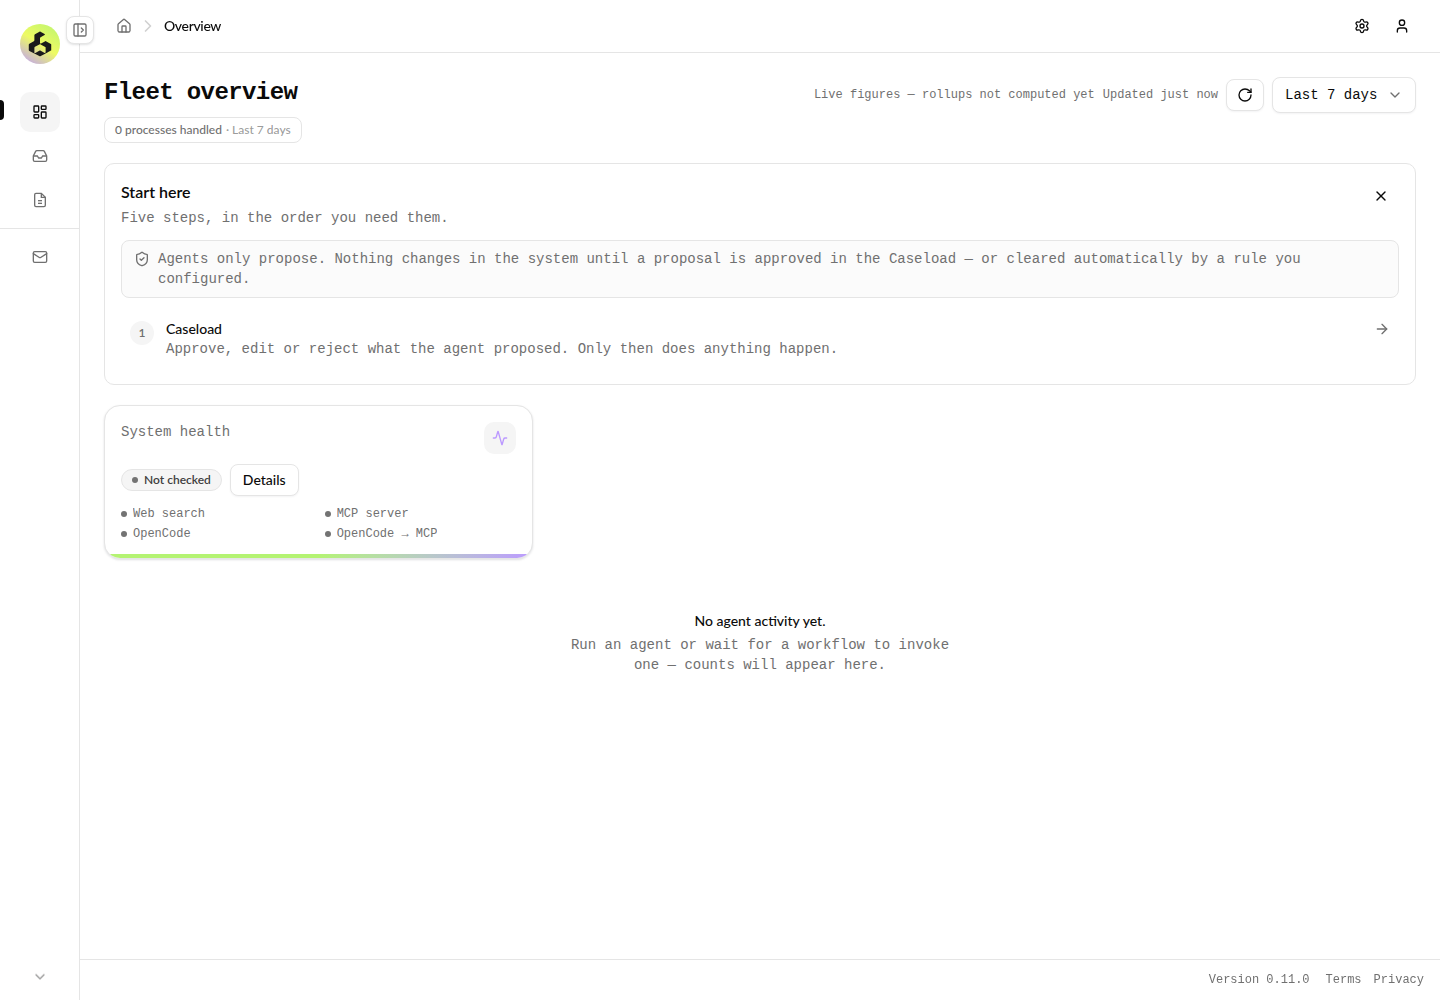 Overview
Fleet overview
Live figures — rollups not computed yet Updated just now
Last 7 days
0 processes handled · Last 7 days
Start here
Five steps, in the order you need them.
Agents only propose. Nothing changes in the system until a proposal is approved in the Caseload — or cleared automatically by a rule you
configured.
1
Caseload
Approve, edit or reject what the agent proposed. Only then does anything happen.
System health
Not checked
Details
Web search
MCP server
OpenCode
OpenCode → MCP
No agent activity yet.
Run an agent or wait for a workflow to invoke
one — counts will appear here.
Version 0.11.0
Terms
Privacy